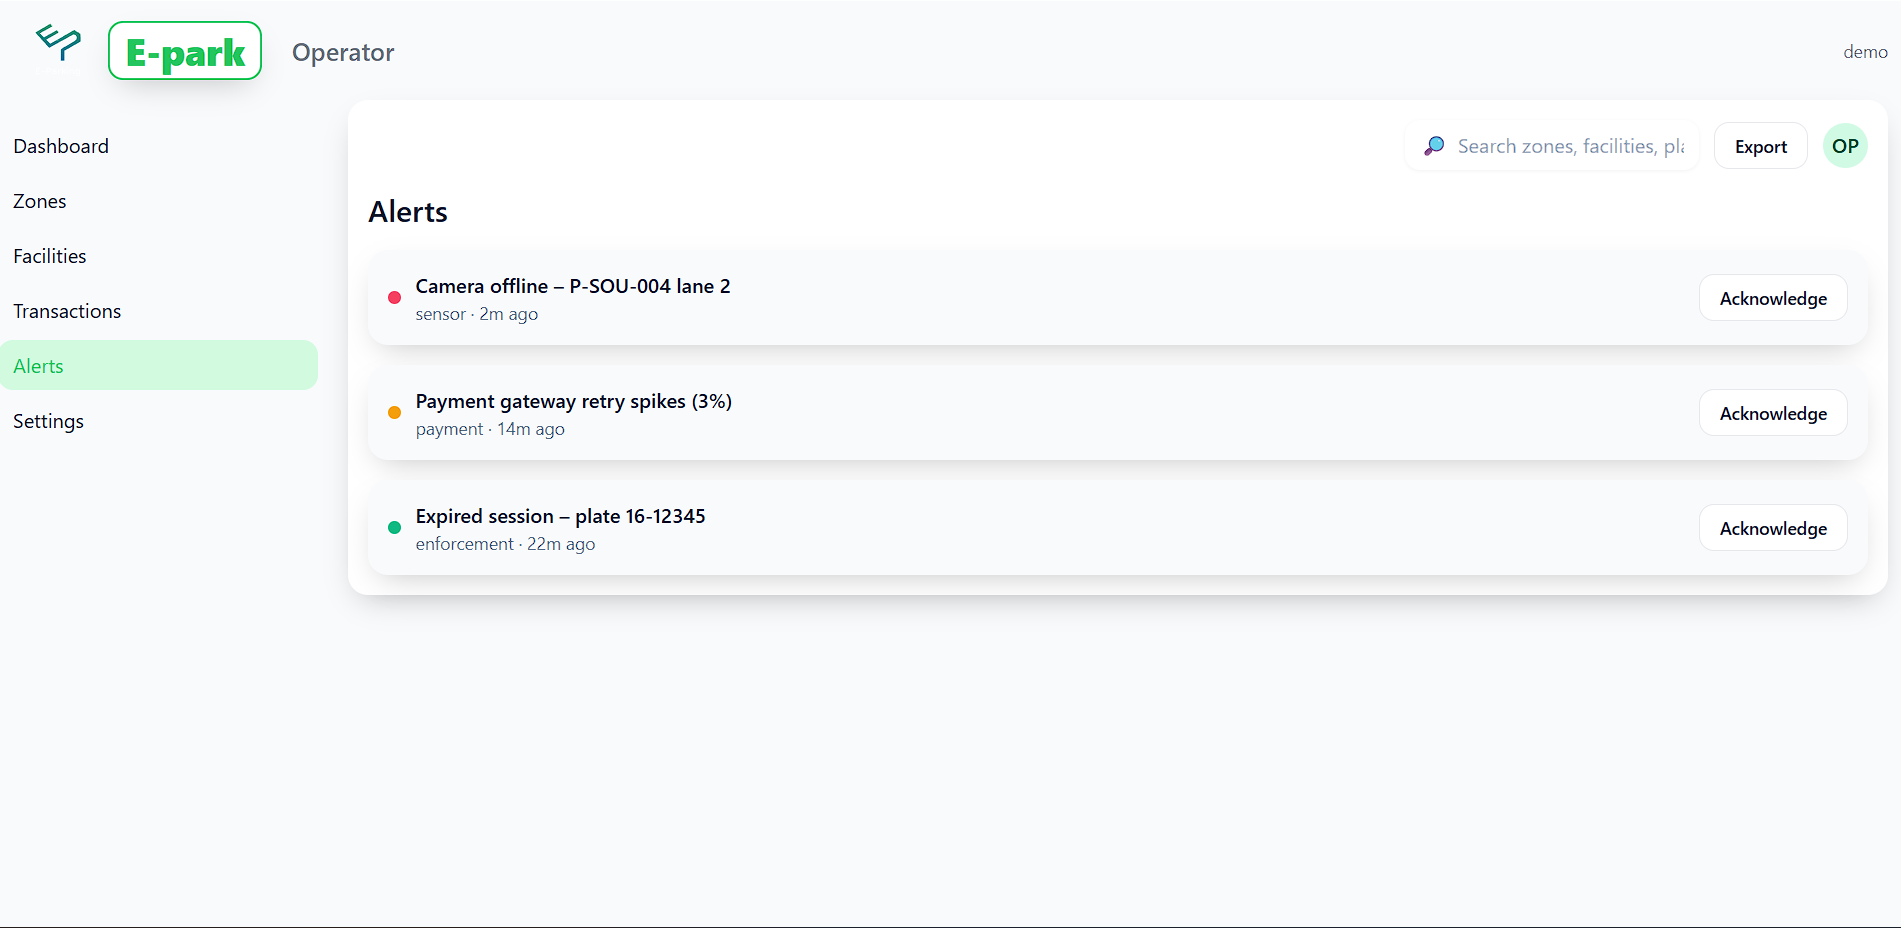 E-park
Operator
demo
Dashboard
Zones
Facilities
Transactions
Alerts
Settings
Search zones, facilities, pla
Export
OP
Alerts
Camera offline – P-SOU-004 lane 2
sensor · 2m ago
Acknowledge
Payment gateway retry spikes (3%)
payment · 14m ago
Acknowledge
Expired session – plate 16-12345
enforcement · 22m ago
Acknowledge